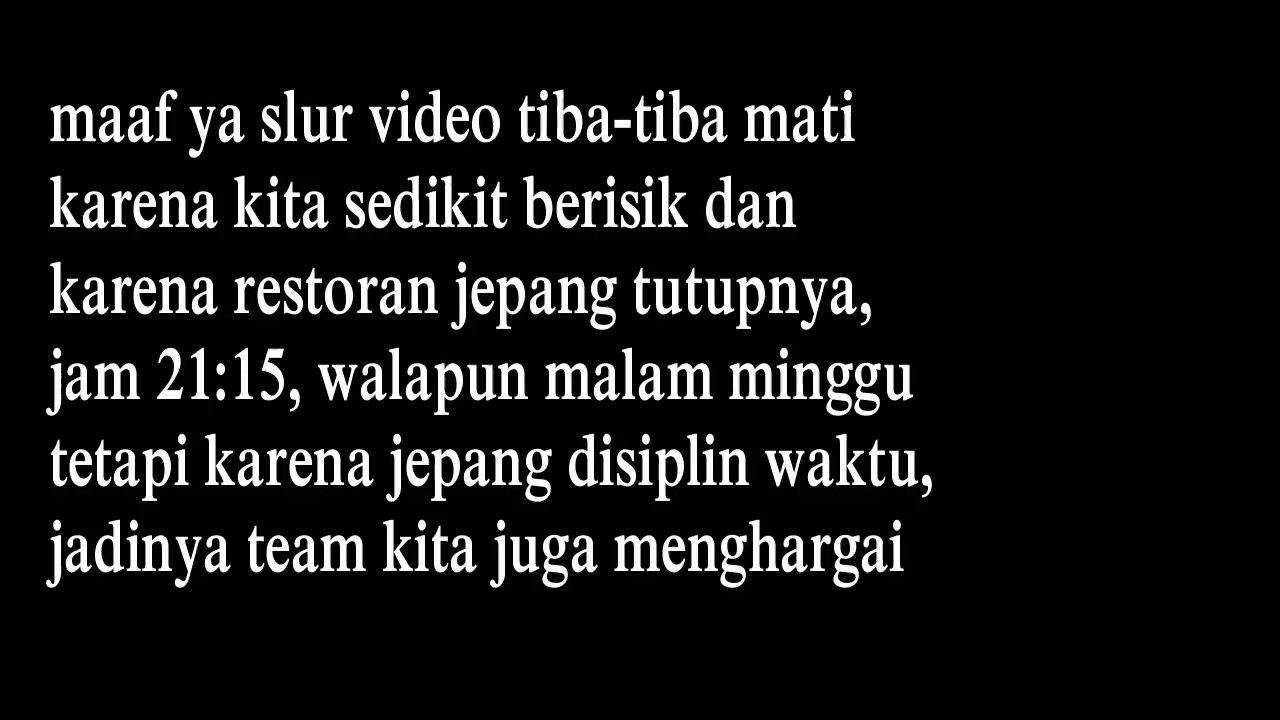 maaf ya slur video tiba-tiba mati
karena kita sedikit berisik dan
karena restoran jepang tutupnya,
jam 21:15, walapun malam minggu
tetapi karena jepang disiplin waktu,
jadinya team kita juga menghargai